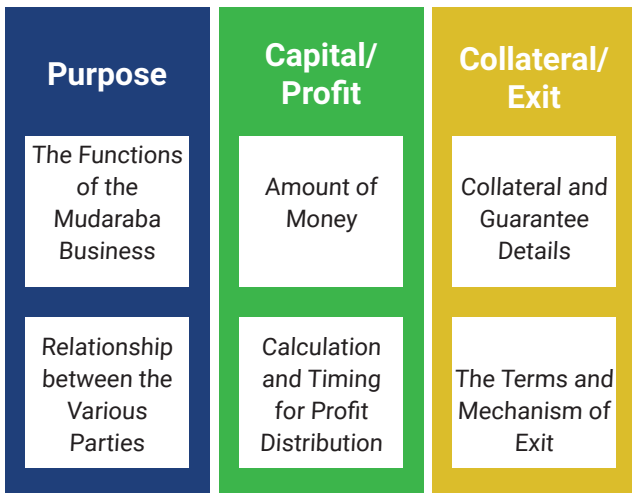 Purpose
The Functions
of the
Mudaraba
Business
Relationship
between the
Various
Parties
Capital/
Profit
Amount of
Money
Calculation
and Timing
for Profit
Distribution
Collateral/
Exit
Collateral and
Guarantee
Details
The Terms and
Mechanism of
Exit